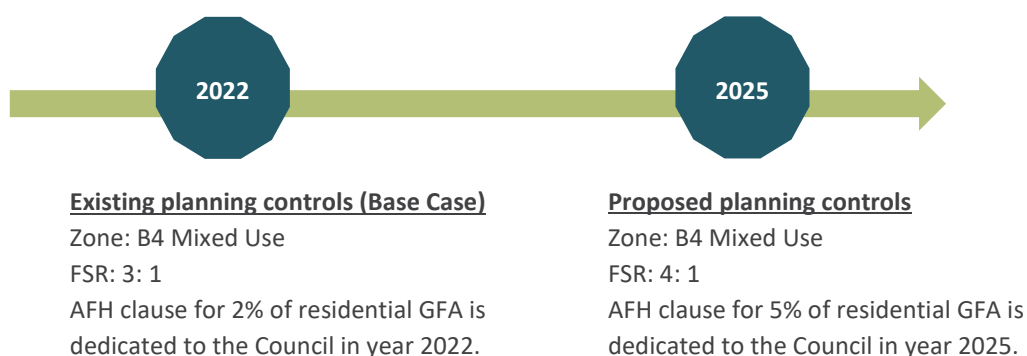 2022
2025
Existing planning controls (Base Case)
Zone: B4 Mixed Use
FSR: 3: 1
AFH clause for 2% of residential GFA is
dedicated to the Council in year 2022.
Proposed planning controls
Zone: B4 Mixed Use
FSR: 4: 1
AFH clause for 5% of residential GFA is
dedicated to the Council in year 2025.